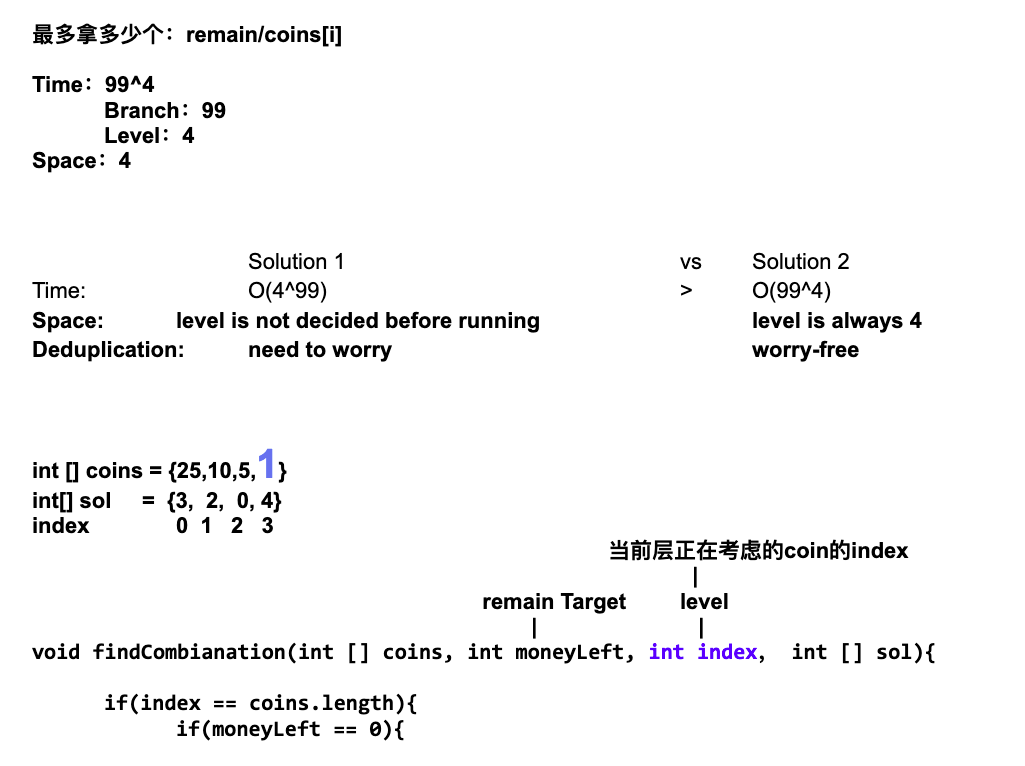 最多拿多少个：remain/coins[i]
Time：99^4
Branch：99
Level：4
Space：4
Solution 1 vs Solution 2
Time: O(4^99) > O(99^4)
Space: level is not decided before running level is always 4
Deduplication: need to worry worry-free
int [] coins = {25,10,5,1}
int[] sol = {3, 2, 0, 4}
index 0 1 2 3
当前层正在考虑的coin的index
|
remain Target level
| |
void findCombianation(int [] coins, int moneyLeft, int index, int [] sol){
if(index == coins.length){
if(moneyLeft == 0){